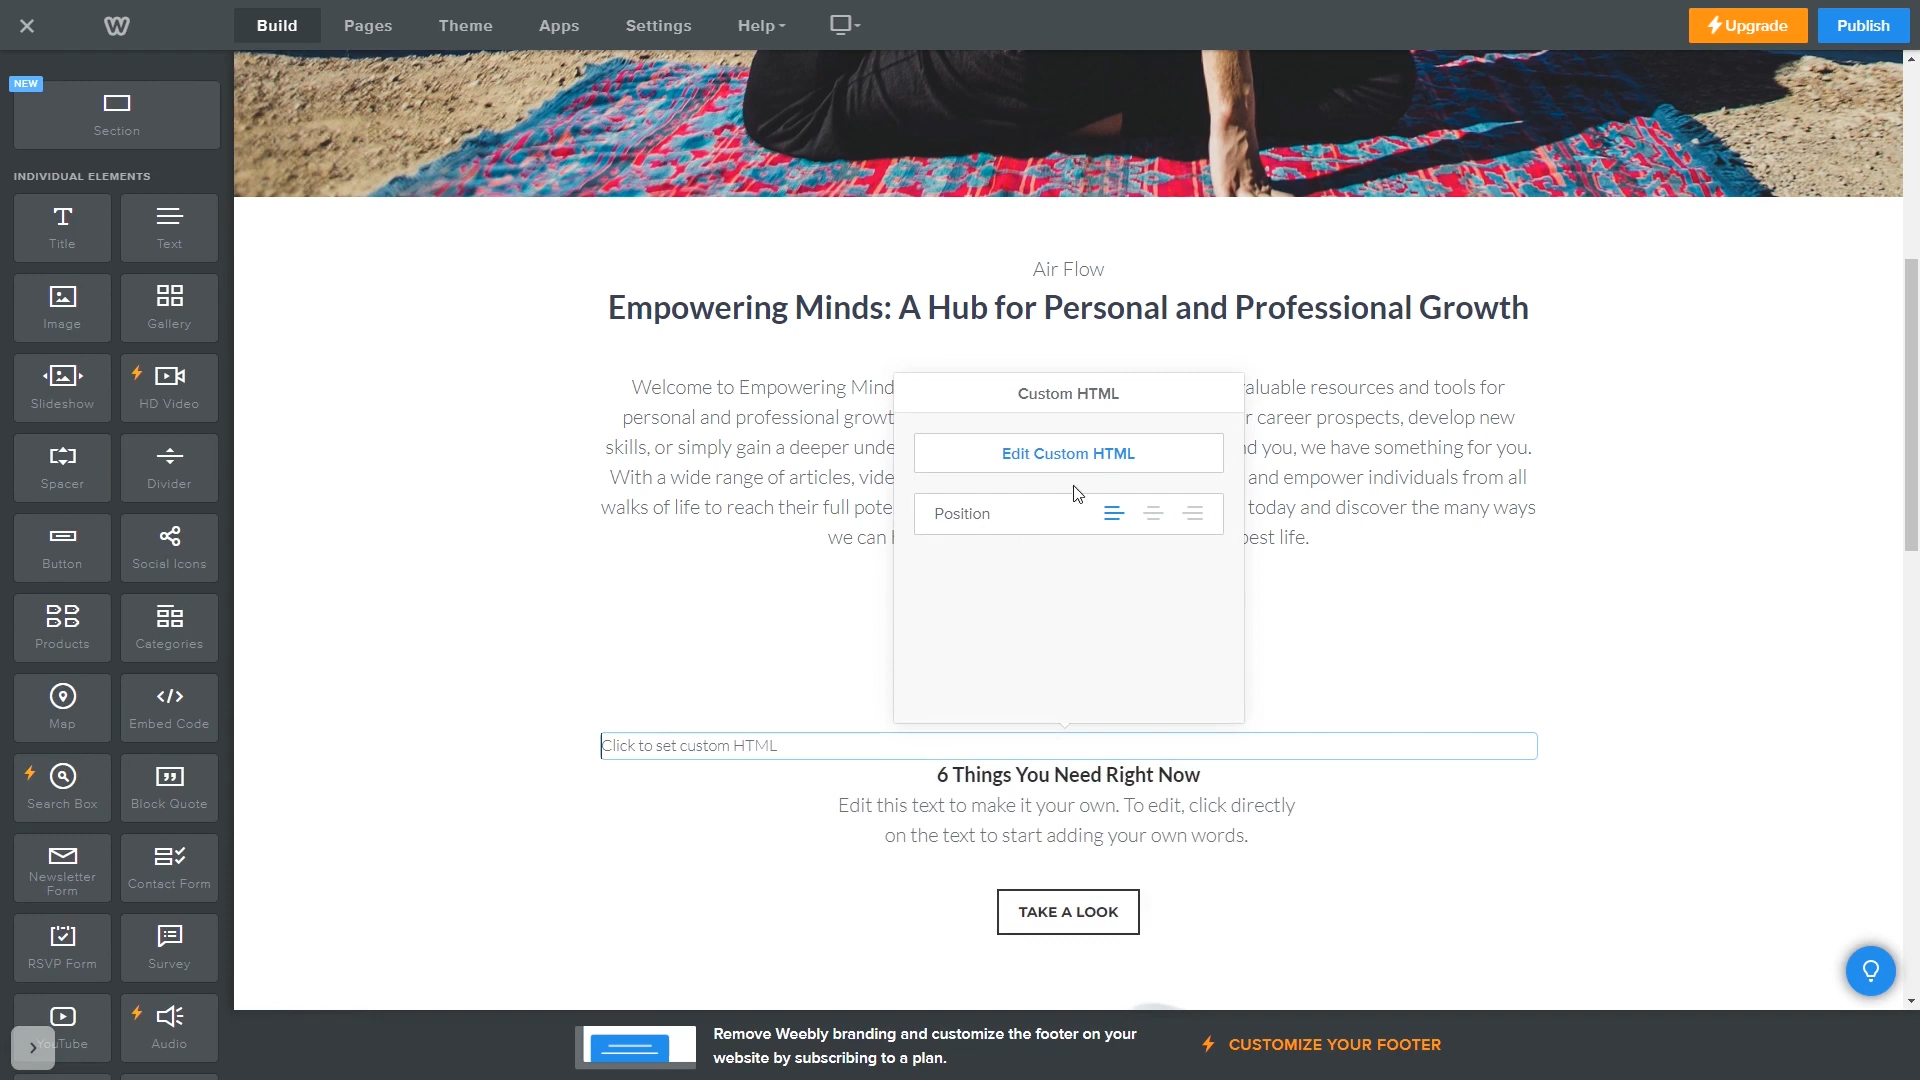 Build
Pages
Theme
Apps
Settings
Help
Upgrade
Publish
NEW
Section
INDIVIDUAL ELEMENTS
Title
Text
Image
Gallery
Slideshow
HD Video
Spacer
Divider
Button
Social Icons
Products
Categories
Map
Embed Code
Search Box
Block Quote
Newsletter
Form
Contact Form
RSVP Form
Survey
YouTube
Audio
Air Flow
Empowering Minds: A Hub for Personal and Professional Growth
Welcome to Empowering Mind
aluable resources and tools for
personal and professional growt
r career prospects, develop new
skills, or simply gain a deeper unde
d you, we have something for you.
With a wide range of articles, vide
and empower individuals from all
walks of life to reach their full pote
today and discover the many ways
we can
est life.
Custom HTML
Edit Custom HTML
Position
Click to set custom HTML
6 Things You Need Right Now
Edit this text to make it your own. To edit, click directly
on the text to start adding your own words.
TAKE A LOOK
Remove Weebly branding and customize the footer on your
website by subscribing to a plan.
CUSTOMIZE YOUR FOOTER